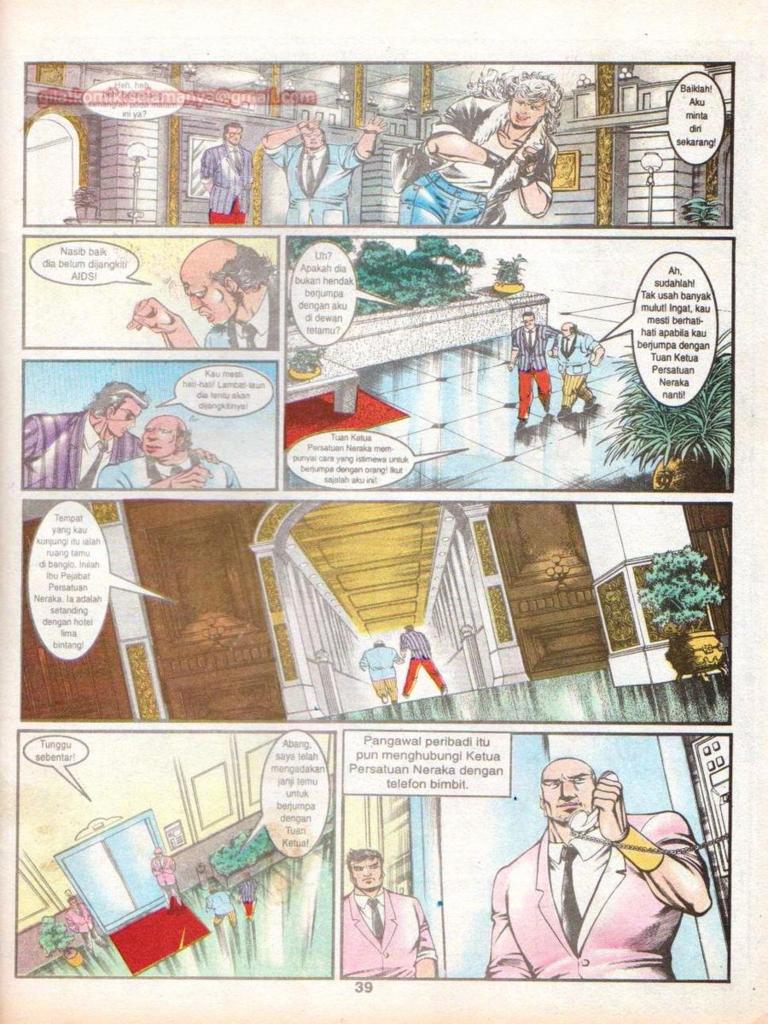 Heh, heh,
gila.komik.selamanya@gmail.com
ini ya?
Baiklah!
Aku
minta
diri
sekarang!
Nasib baik
dia belum dijangkiti
AIDS!
Uh?
Apakah dia
bukan hendak
berjumpa
dengan aku
di dewan
tetamu?
Ah,
sudahlah!
Tak usah banyak
mulut! Ingat, kau
mesti berhati-
hati apabila kau
berjumpa dengan
Tuan Ketua
Persatuan
Neraka
nanti!
Kau mesti
hati-hati! Lambat-laun
dia tentu akan
dijangkitinya!
Tuan Ketua
Persatuan Neraka mem-
punyai cara yang istimewa untuk
berjumpa dengan orang! Ikut
sajalah aku ini!
Tempat
yang kau
kunjungi itu ialah
ruang tamu
di banglo. Inilah
Ibu Pejabat
Persatuan
Neraka. Ia adalah
setanding
dengan hotel
lima
bintang!
Tunggu
sebentar!
Abang,
saya telah
mengadakan
janji temu
untuk
berjumpa
dengan
Tuan
Ketua!
Pangawal peribadi itu
pun menghubungi Ketua
Persatuan Neraka dengan
telefon bimbit.
39